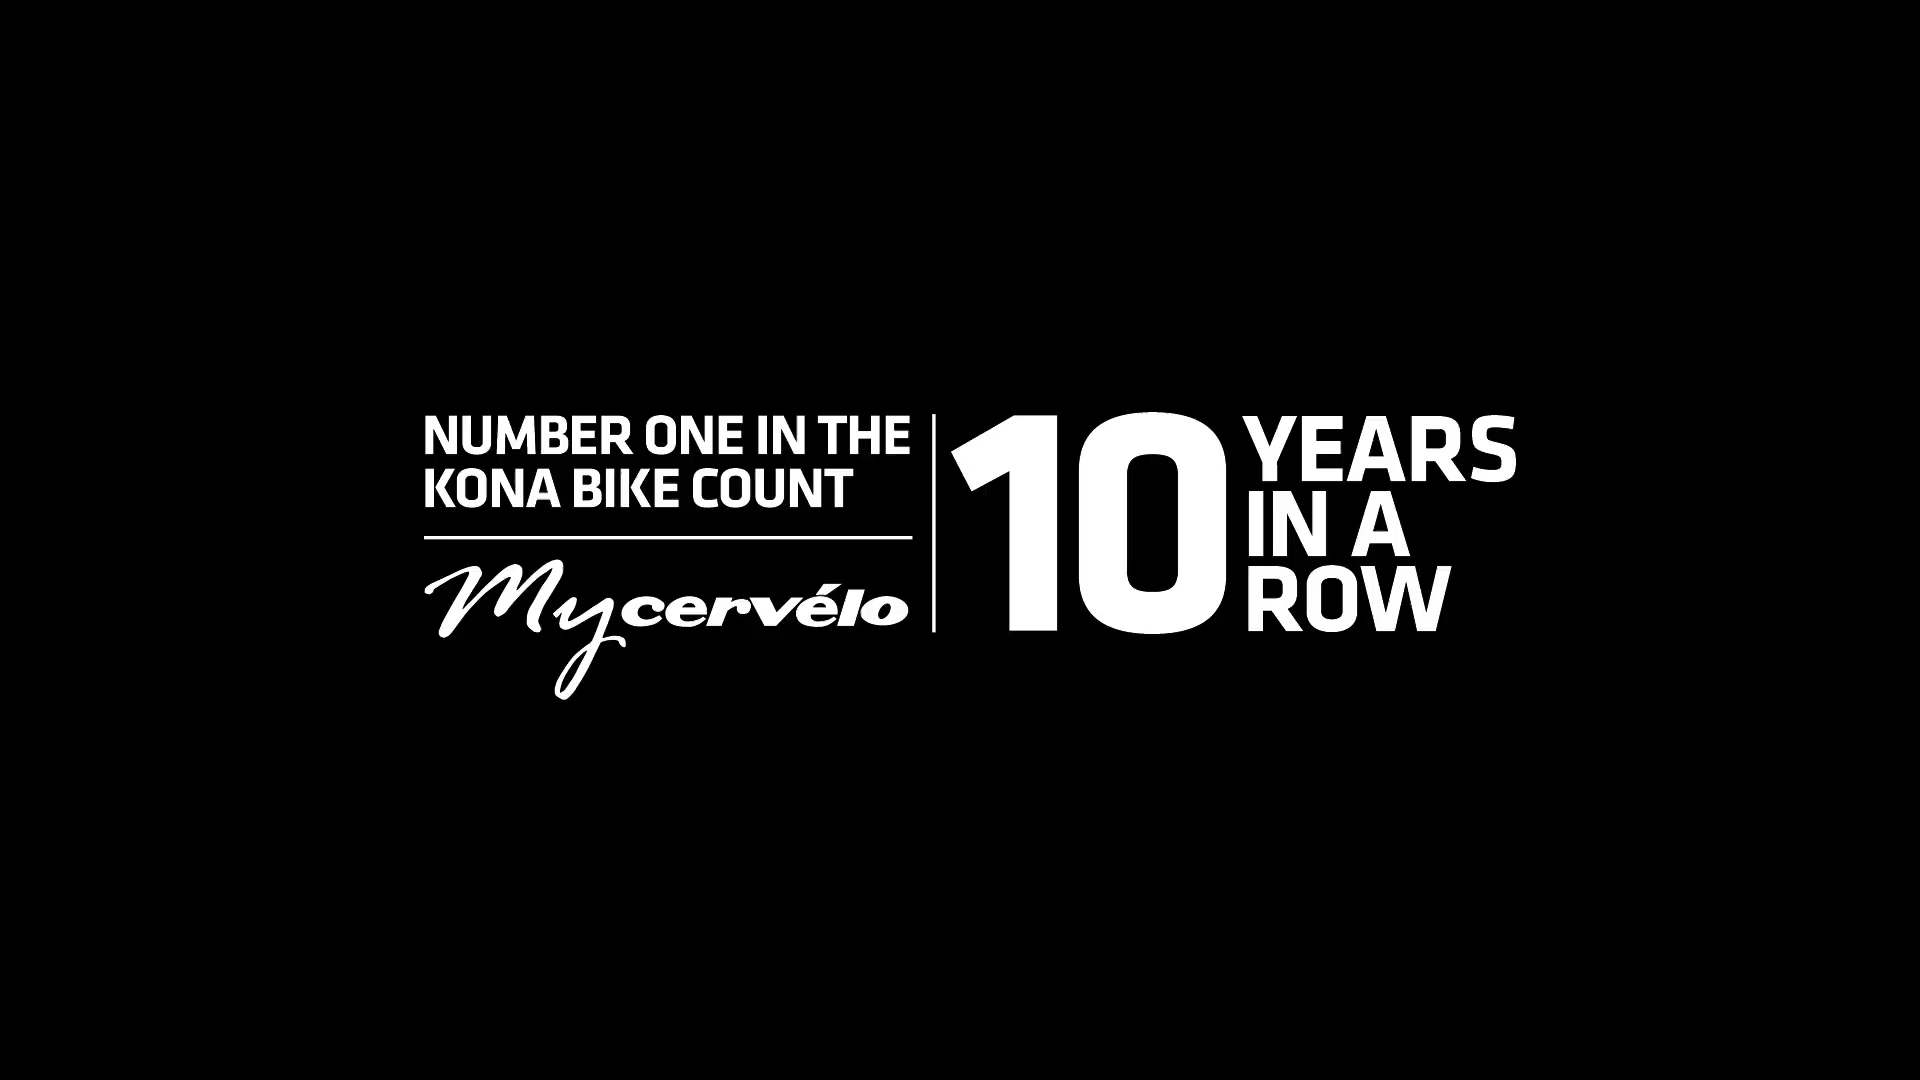 NUMBER ONE IN THE
KONA BIKE COUNT
My cervélo
10
YEARS
IN A
ROW